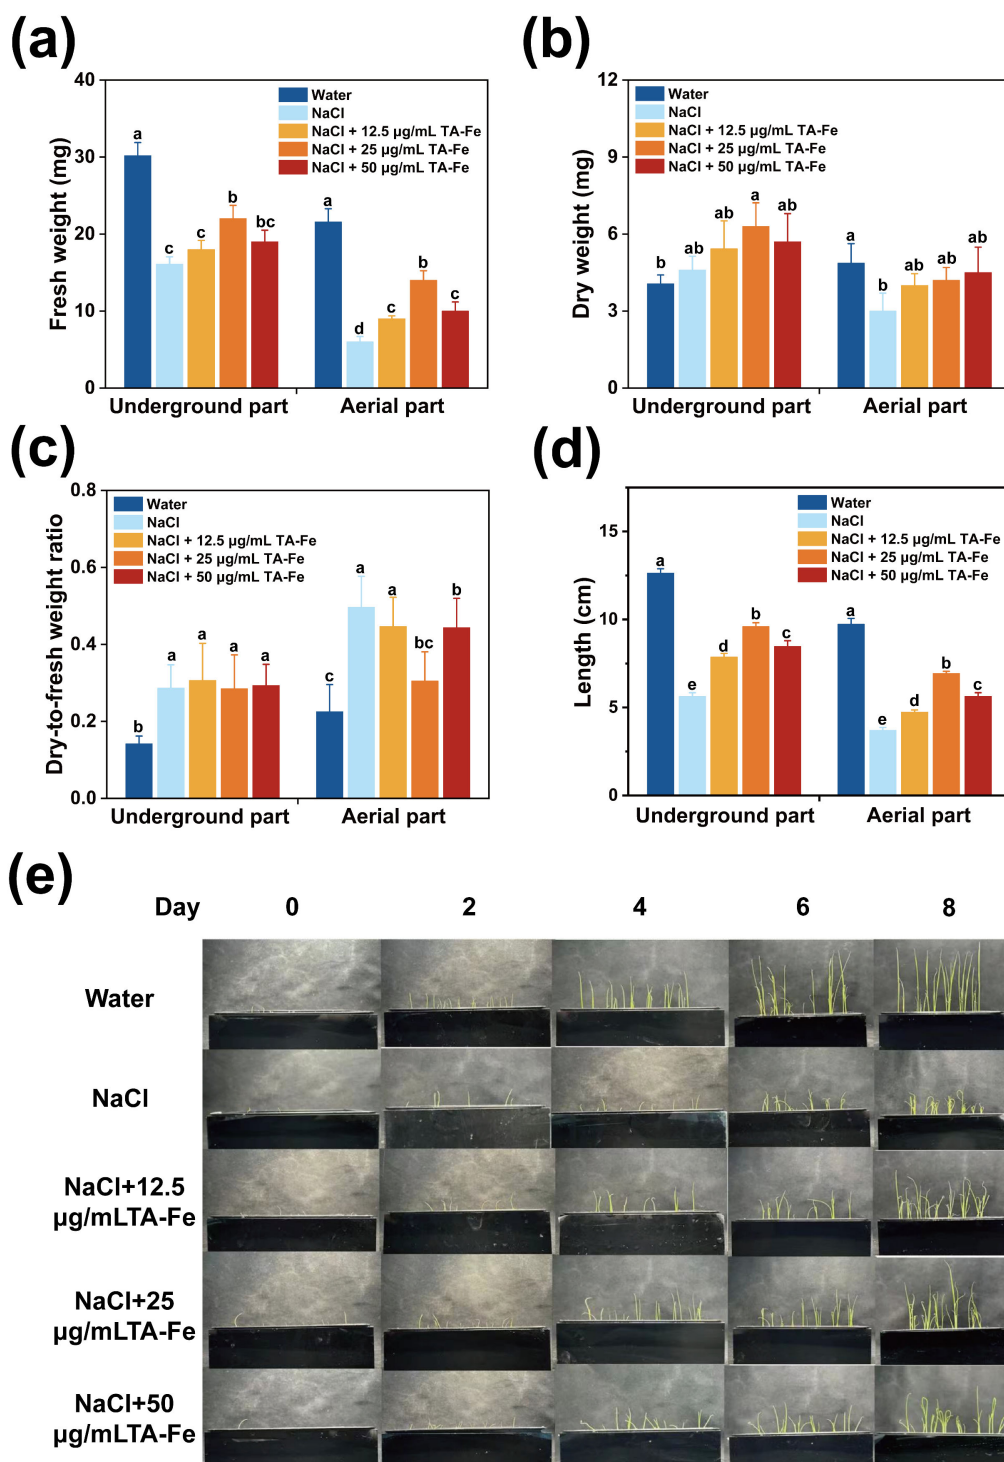 (a)
Fresh weight (mg)
40
30
20
10
0
Water
NaCl
NaCl + 12.5 μg/mL TA-Fe
NaCl + 25 μg/mL TA-Fe
NaCl + 50 μg/mL TA-Fe
a
c
c
b
bc
a
d
c
b
c
Underground part
Aerial part
(b)
Dry weight (mg)
12
9
6
3
0
Water
NaCl
NaCl + 12.5 μg/mL TA-Fe
NaCl + 25 μg/mL TA-Fe
NaCl + 50 μg/mL TA-Fe
b
ab
ab
a
ab
a
b
ab
ab
ab
Underground part
Aerial part
(c)
Dry-to-fresh weight ratio
0.8
0.6
0.4
0.2
0.0
Water
NaCl
NaCl + 12.5 μg/mL TA-Fe
NaCl + 25 μg/mL TA-Fe
NaCl + 50 μg/mL TA-Fe
b
a
a
a
a
c
a
a
bc
b
Underground part
Aerial part
(d)
Length (cm)
15
10
5
0
Water
NaCl
NaCl + 12.5 μg/mL TA-Fe
NaCl + 25 μg/mL TA-Fe
NaCl + 50 μg/mL TA-Fe
a
e
d
b
c
a
e
d
b
c
Underground part
Aerial part
(e)
Day 0 2 4 6 8
Water
NaCl
NaCl+12.5
μg/mLTA-Fe
NaCl+25
μg/mLTA-Fe
NaCl+50
μg/mLTA-Fe